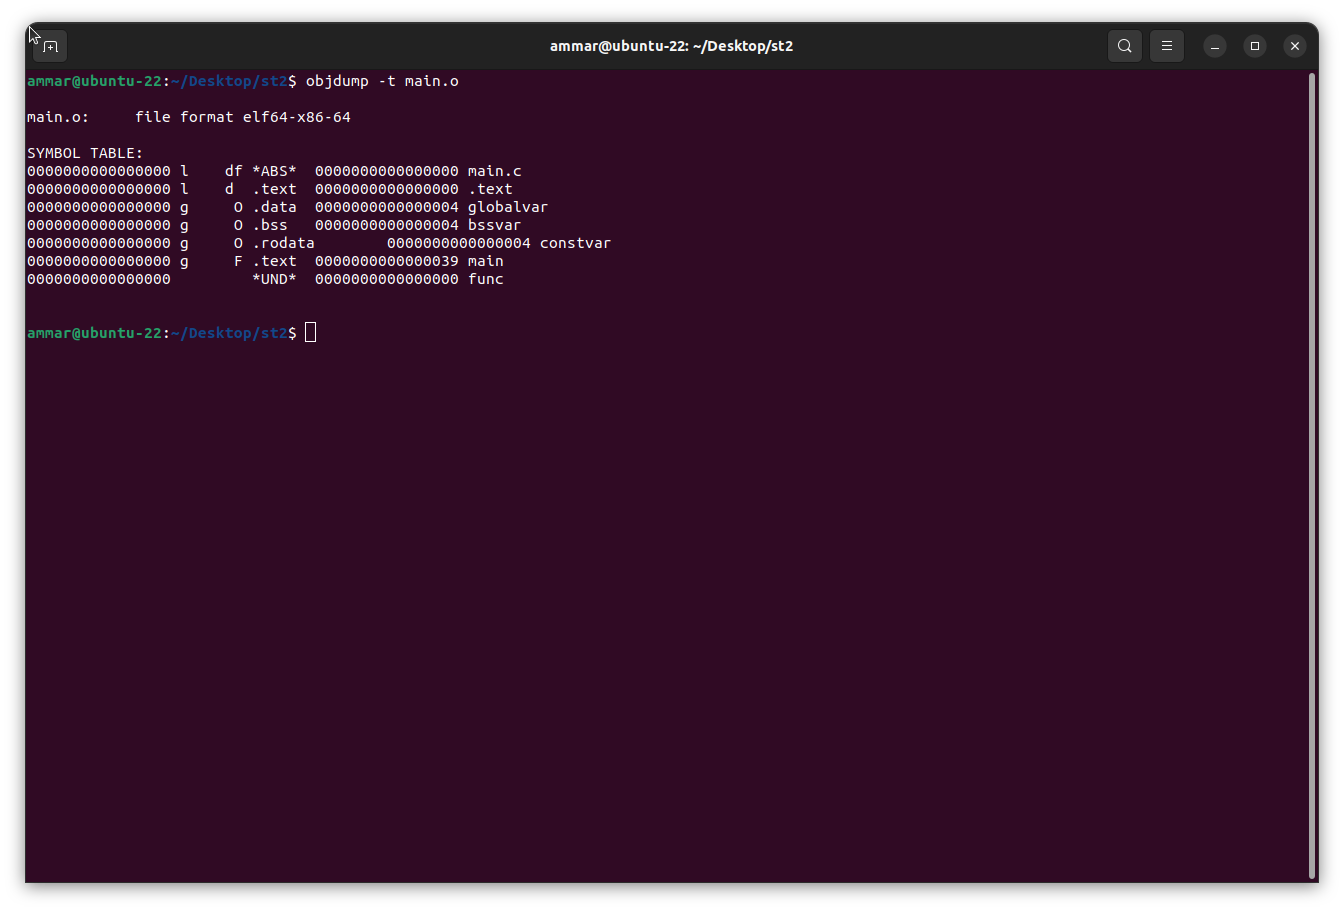 ammar@ubuntu-22: ~/Desktop/st2
ammar@ubuntu-22:~/Desktop/st2$ objdump -t main.o
main.o:     file format elf64-x86-64
SYMBOL TABLE:
0000000000000000 l    df *ABS*  0000000000000000 main.c
0000000000000000 l    d  .text  0000000000000000 .text
0000000000000000 g     O .data  0000000000000004 globalvar
0000000000000000 g     O .bss   0000000000000004 bssvar
0000000000000000 g     O .rodata        0000000000000004 constvar
0000000000000000 g     F .text  0000000000000039 main
0000000000000000         *UND*  0000000000000000 func
ammar@ubuntu-22:~/Desktop/st2$